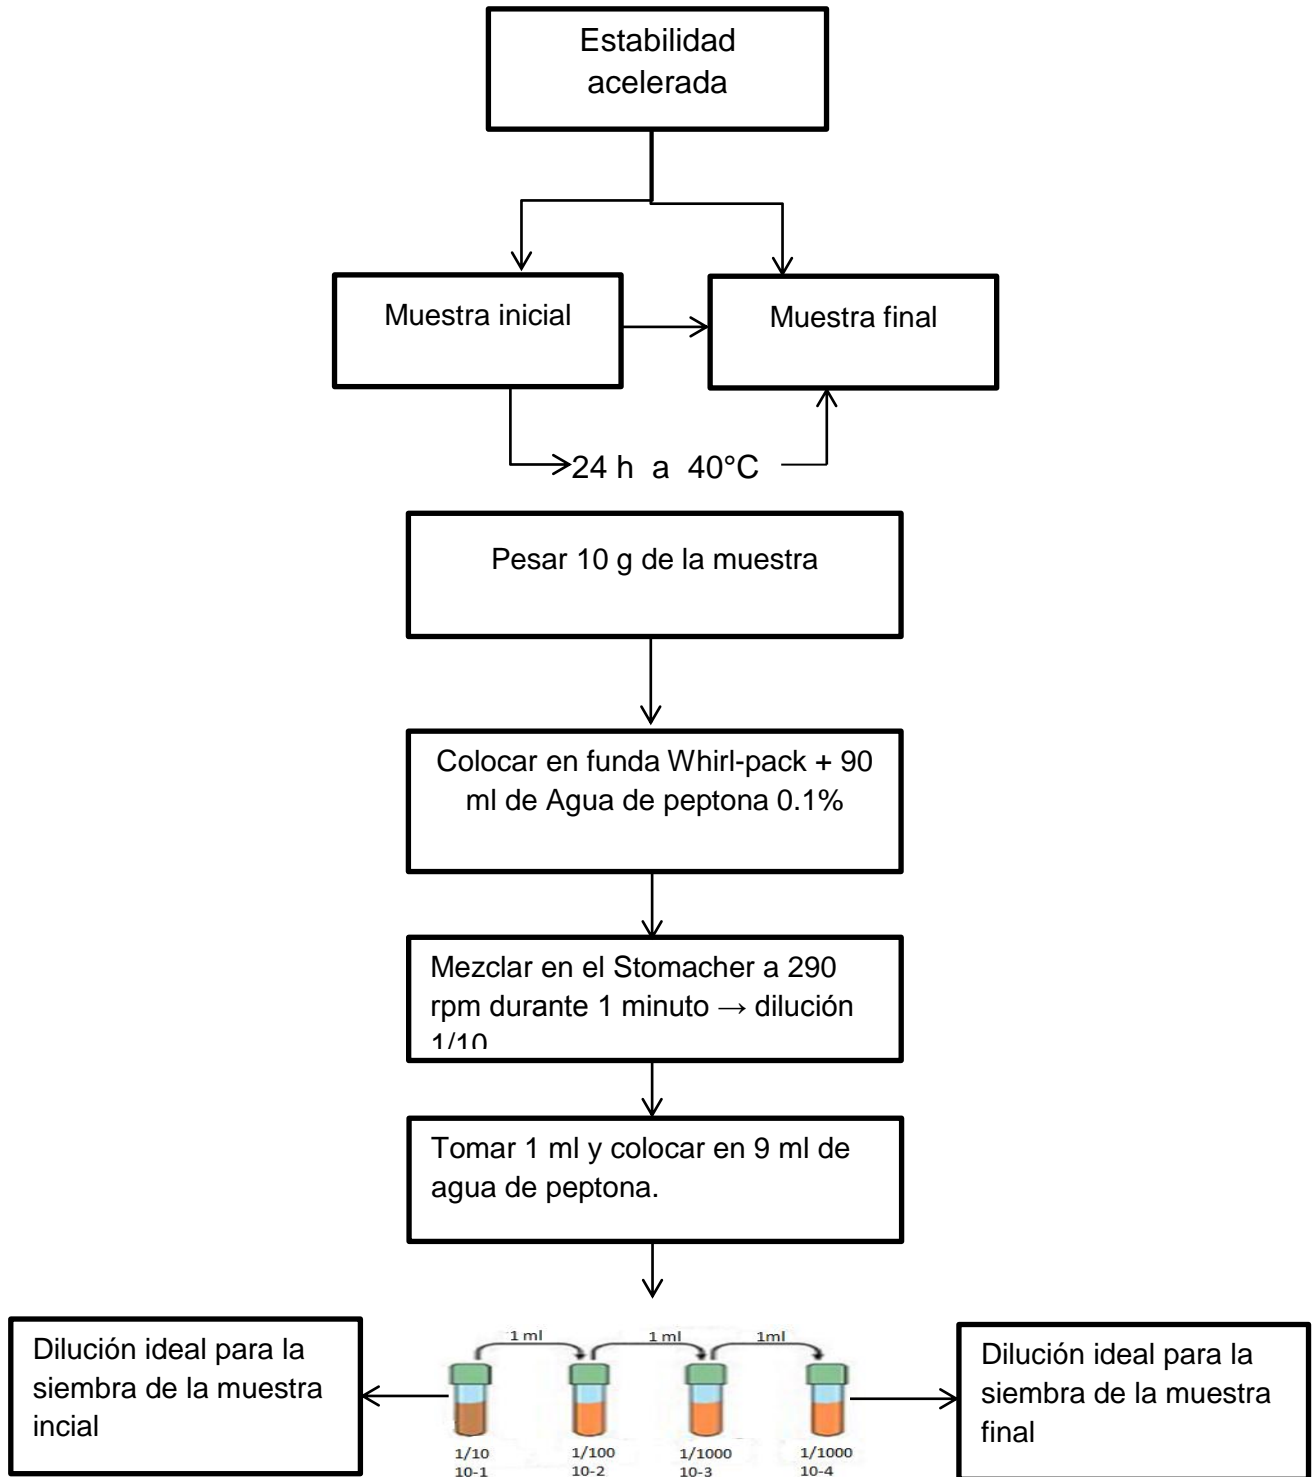 Estabilidad
acelerada
Muestra inicial
Muestra final
24 h a 40°C
Pesar 10 g de la muestra
Colocar en funda Whirl-pack + 90
ml de Agua de peptona 0.1%
Mezclar en el Stomacher a 290
rpm durante 1 minuto → dilución
1/10
Tomar 1 ml y colocar en 9 ml de
agua de peptona.
Dilución ideal para la
siembra de la muestra
incial
1 ml
1 ml
1ml
1/10
10-1
1/100
10-2
1/1000
10-3
1/1000
10-4
Dilución ideal para la
siembra de la muestra
final